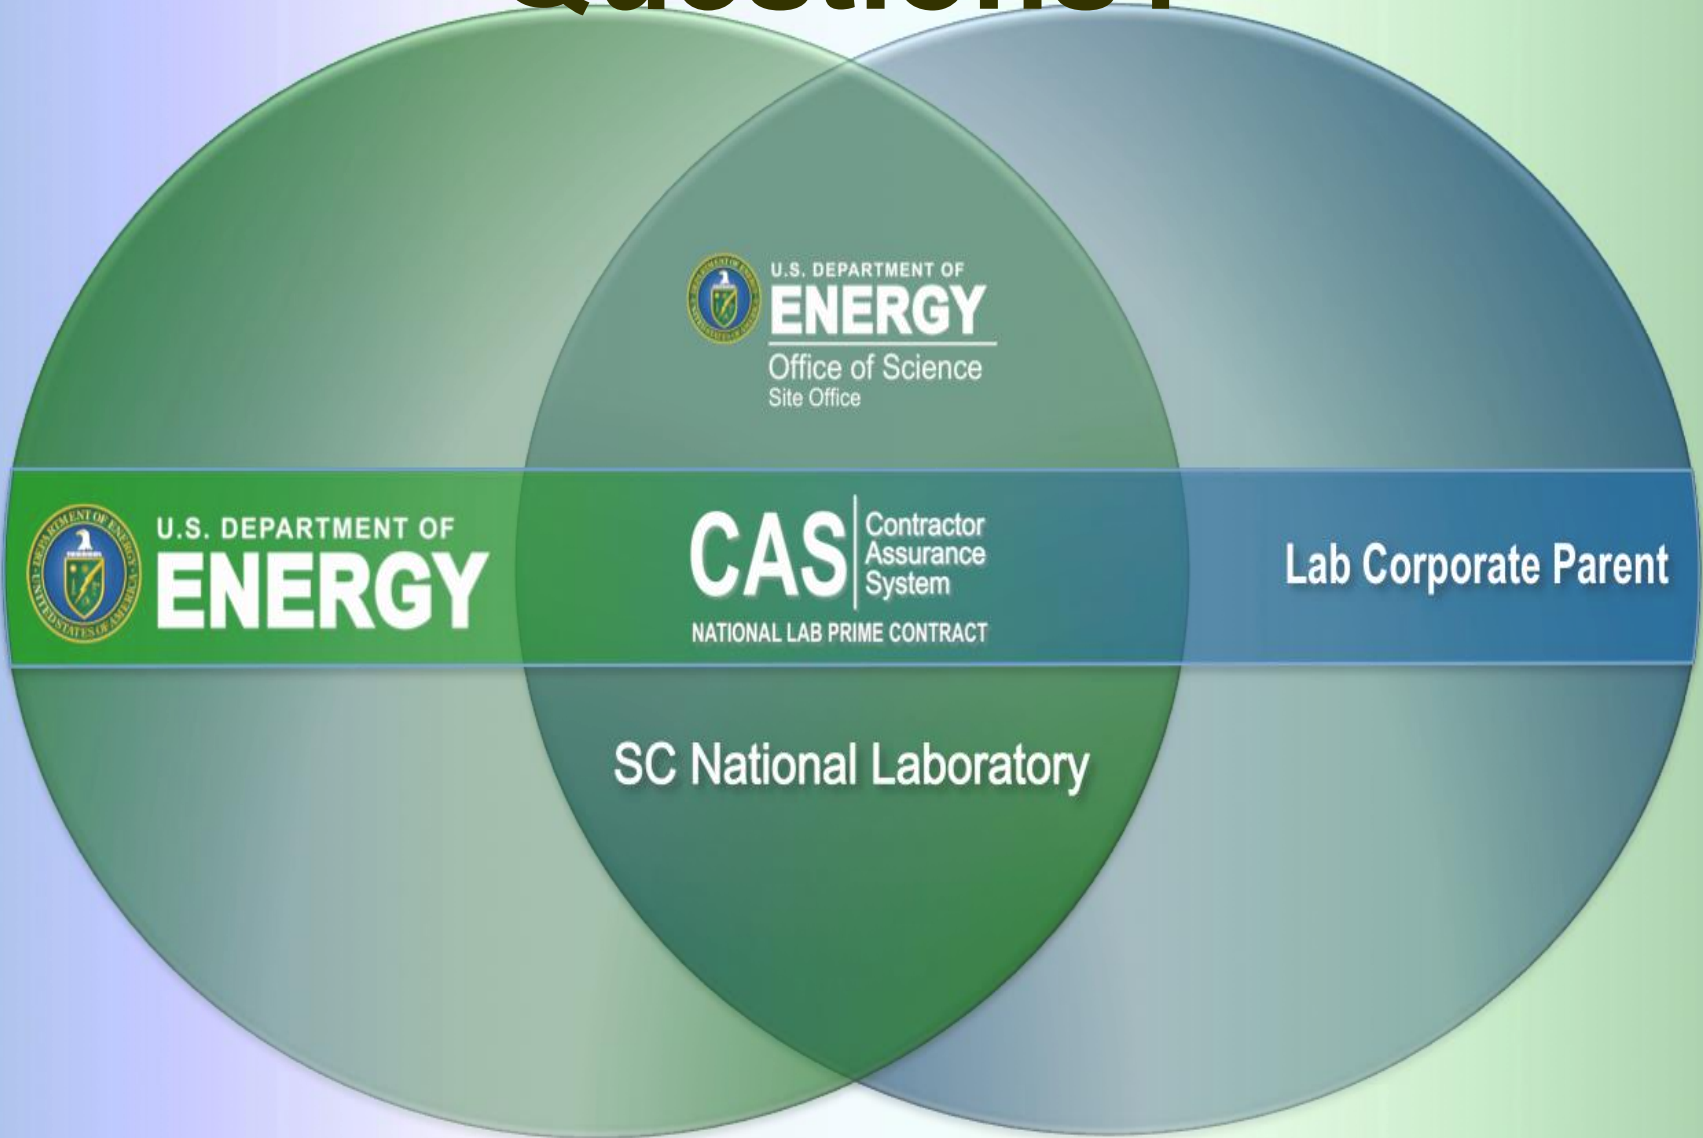 Questions?
U.S. DEPARTMENT OF
ENERGY
Office of Science
Site Office
U.S. DEPARTMENT OF
ENERGY
CAS
Contractor
Assurance
System
NATIONAL LAB PRIME CONTRACT
Lab Corporate Parent
SC National Laboratory